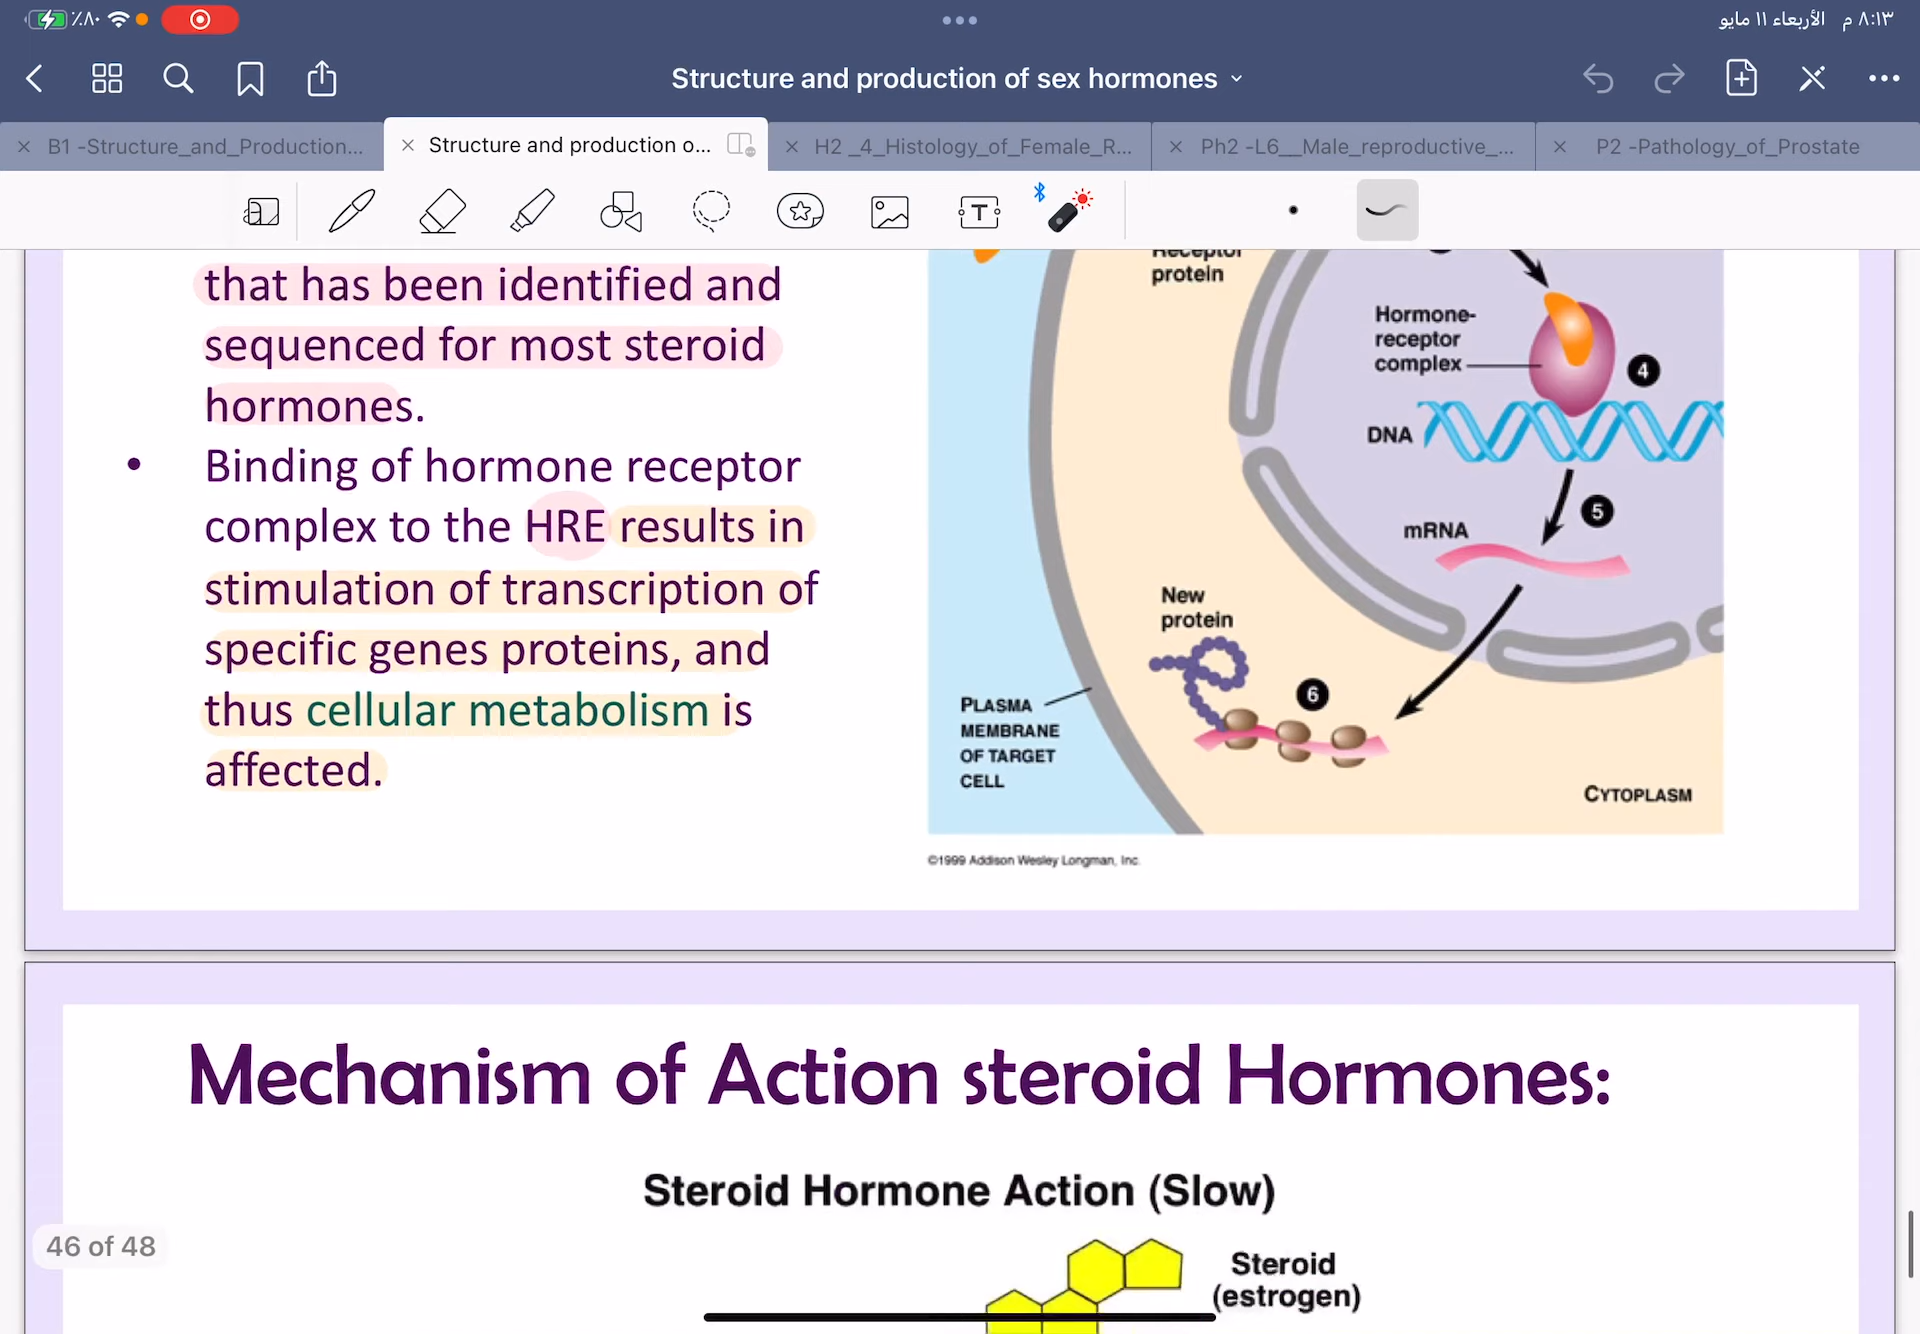 ٪٨٠
٨:١٣ م الأربعاء ١١ مايو
Structure and production of sex hormones
B1 -Structure_and_Production...
Structure and production o...
H2 _4_Histology_of_Female_R...
Ph2 -L6__Male_reproductive_...
P2 -Pathology_of_Prostate
T
that has been identified and
sequenced for most steroid
hormones.
• Binding of hormone receptor
complex to the HRE results in
stimulation of transcription of
specific genes proteins, and
thus cellular metabolism is
affected.
Receptor
protein
Hormone-
receptor
complex
4
DNA
5
mRNA
New
protein
6
PLASMA
MEMBRANE
OF TARGET
CELL
CYTOPLASM
©1999 Addison Wesley Longman, Inc.
Mechanism of Action steroid Hormones:
Steroid Hormone Action (Slow)
Steroid
(estrogen)
46 of 48